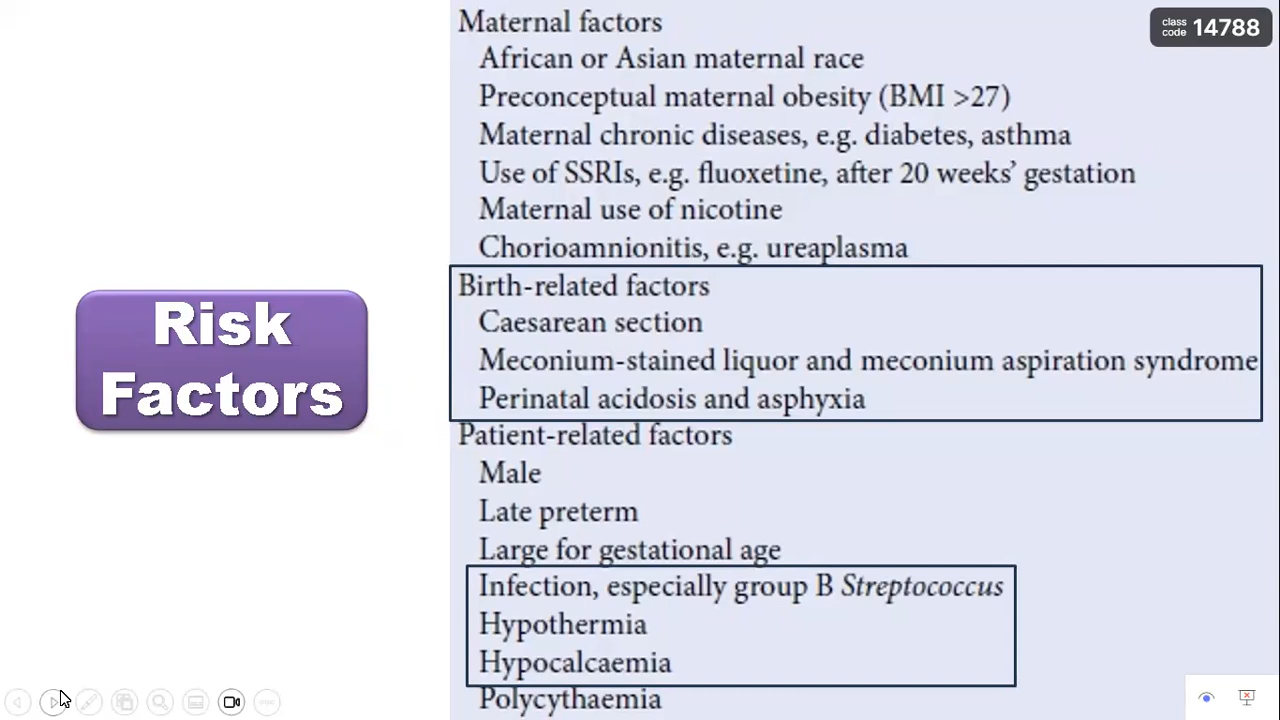 class
code 14788
Risk
Factors
Maternal factors
African or Asian maternal race
Preconceptual maternal obesity (BMI >27)
Maternal chronic diseases, e.g. diabetes, asthma
Use of SSRIs, e.g. fluoxetine, after 20 weeks’ gestation
Maternal use of nicotine
Chorioamnionitis, e.g. ureaplasma
Birth-related factors
Caesarean section
Meconium-stained liquor and meconium aspiration syndrome
Perinatal acidosis and asphyxia
Patient-related factors
Male
Late preterm
Large for gestational age
Infection, especially group B Streptococcus
Hypothermia
Hypocalcaemia
Polycythaemia